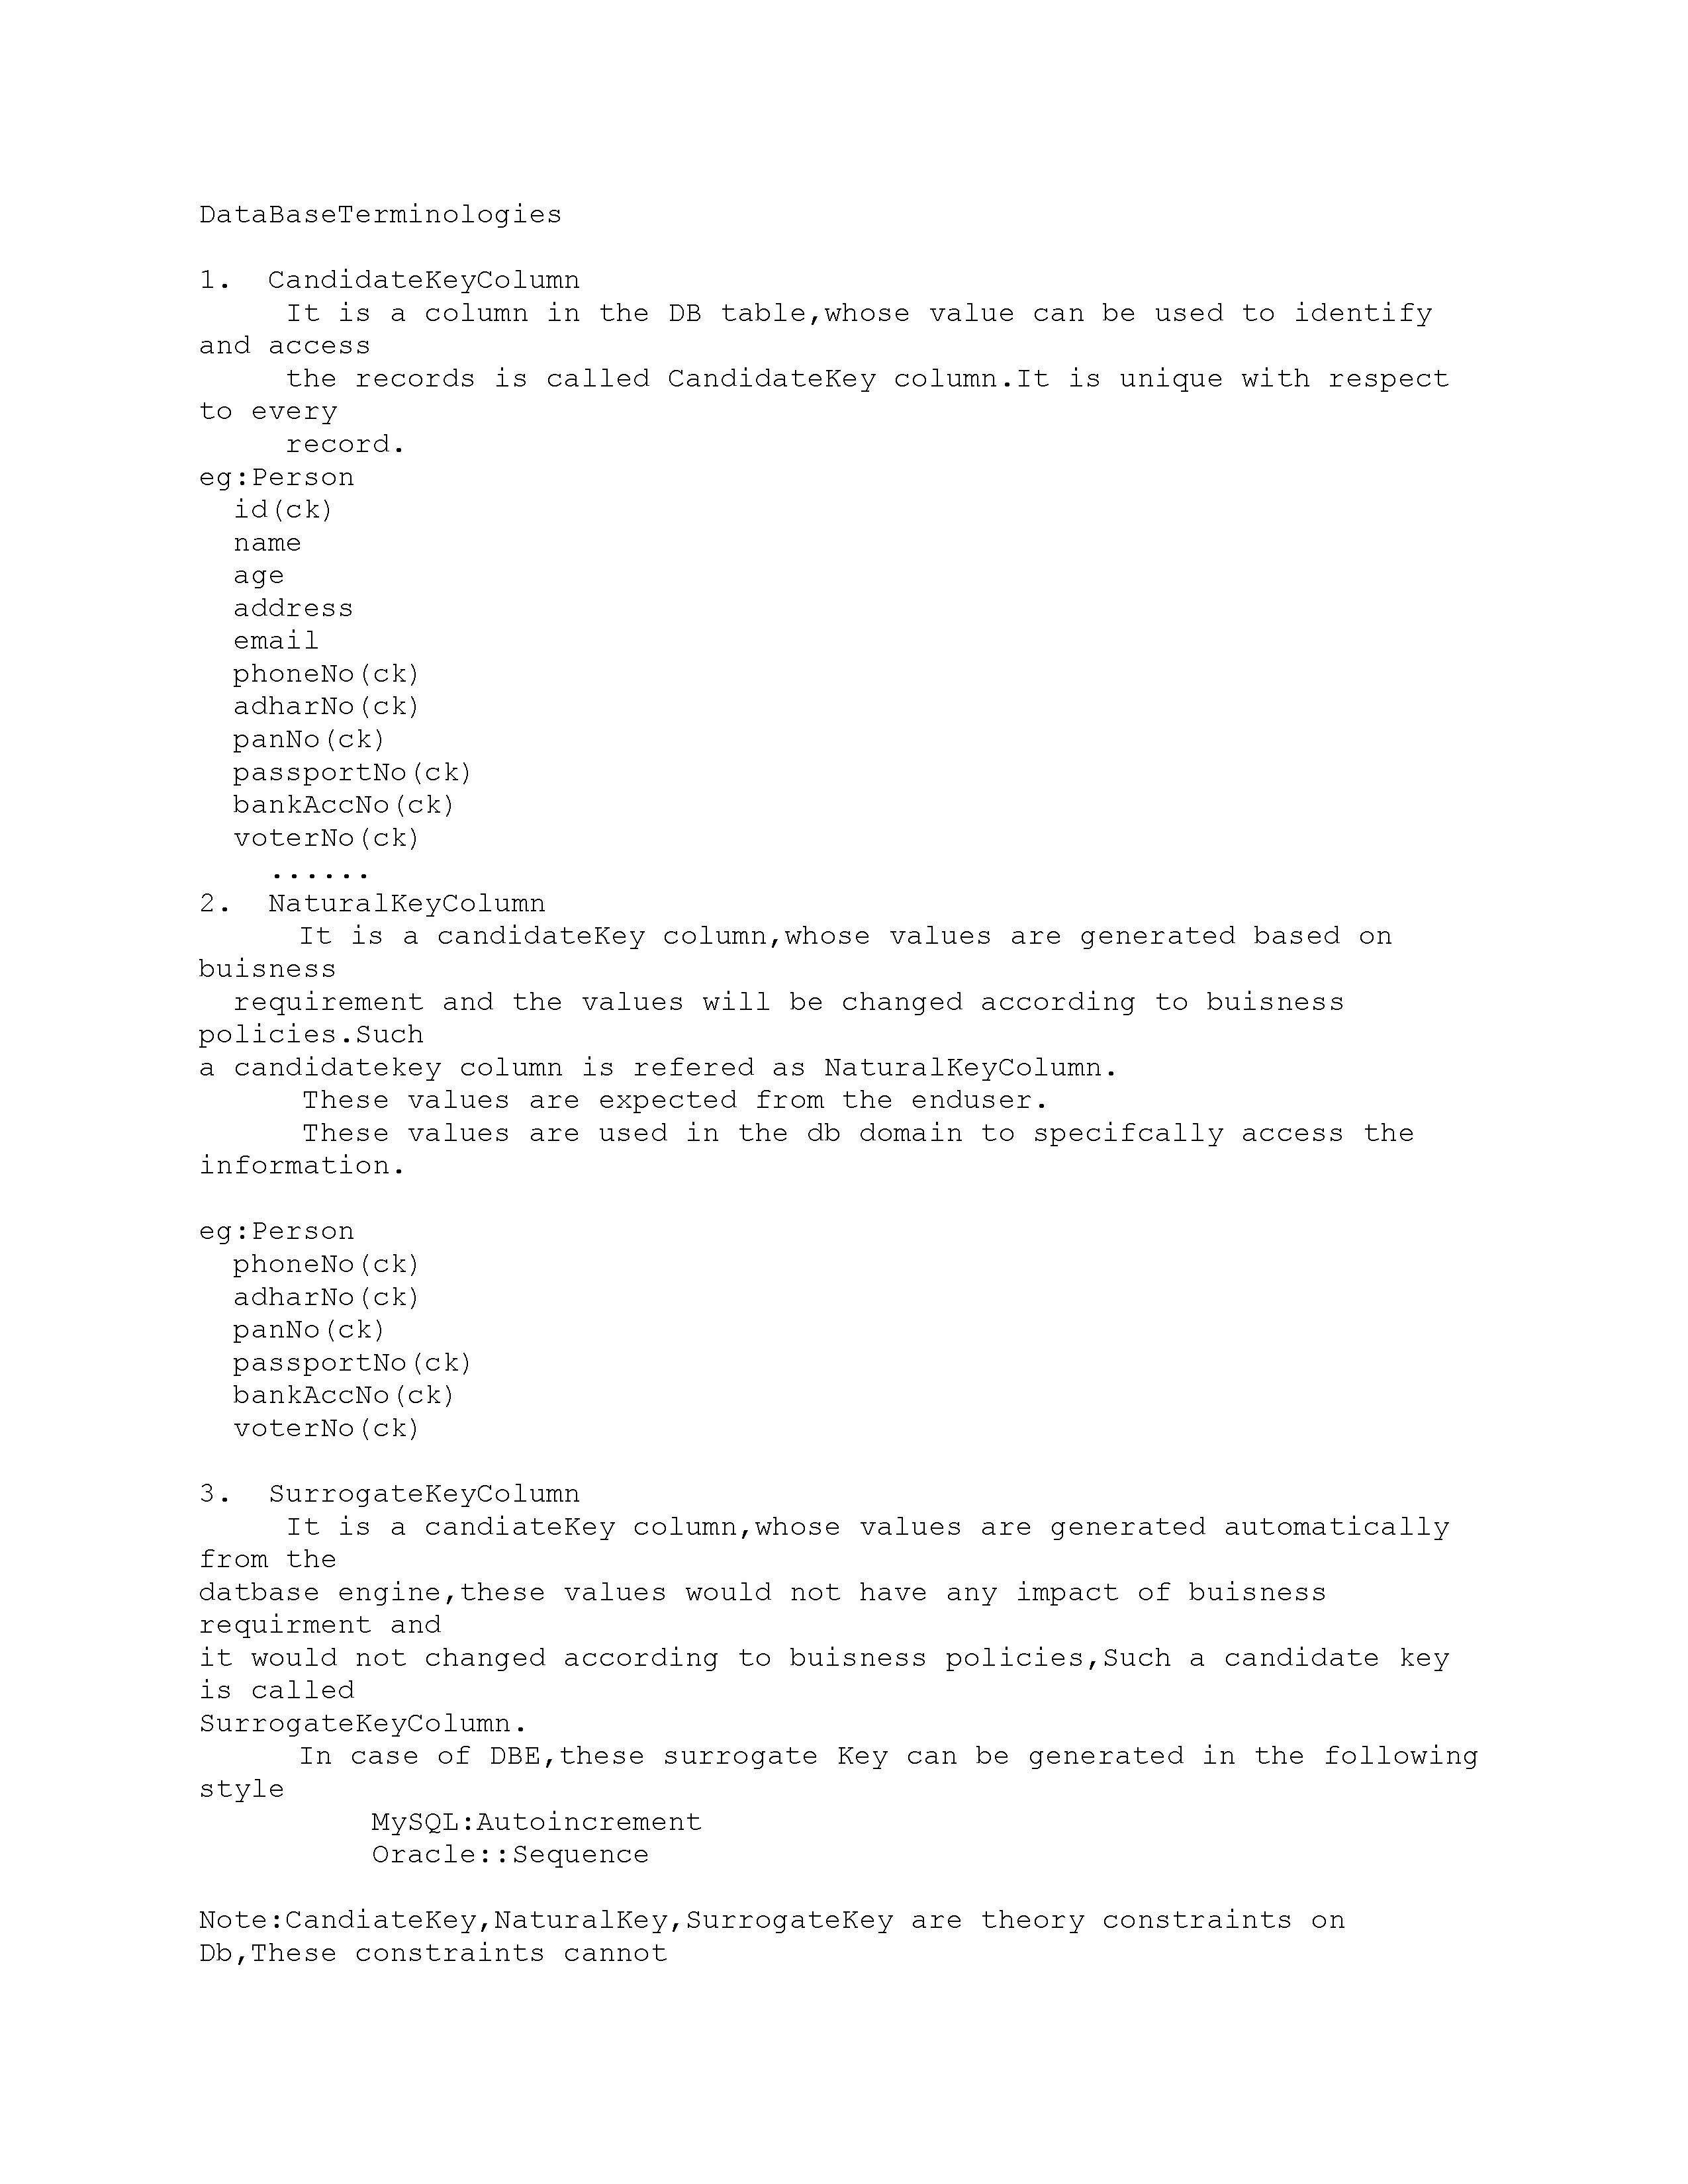 DataBaseTerminologies
1. CandidateKeyColumn
It is a column in the DB table,whose value can be used to identify
and access
the records is called CandidateKey column.It is unique with respect
to every
record.
eg:Person
id(ck)
name
age
address
email
phoneNo(ck)
adharNo(ck)
panNo(ck)
passportNo(ck)
bankAccNo(ck)
voterNo(ck)
......
2. NaturalKeyColumn
It is a candidateKey column,whose values are generated based on
buisness
requirement and the values will be changed according to buisness
policies.Such
a candidatekey column is refered as NaturalKeyColumn.
These values are expected from the enduser.
These values are used in the db domain to specifcally access the
information.
eg:Person
phoneNo(ck)
adharNo(ck)
panNo(ck)
passportNo(ck)
bankAccNo(ck)
voterNo(ck)
3. SurrogateKeyColumn
It is a candiateKey column,whose values are generated automatically
from the
datbase engine,these values would not have any impact of buisness
requirment and
it would not changed according to buisness policies,Such a candidate key
is called
SurrogateKeyColumn.
In case of DBE,these surrogate Key can be generated in the following
style
MySQL:Autoincrement
Oracle::Sequence
Note:CandiateKey,NaturalKey,SurrogateKey are theory constraints on
Db,These constraints cannot